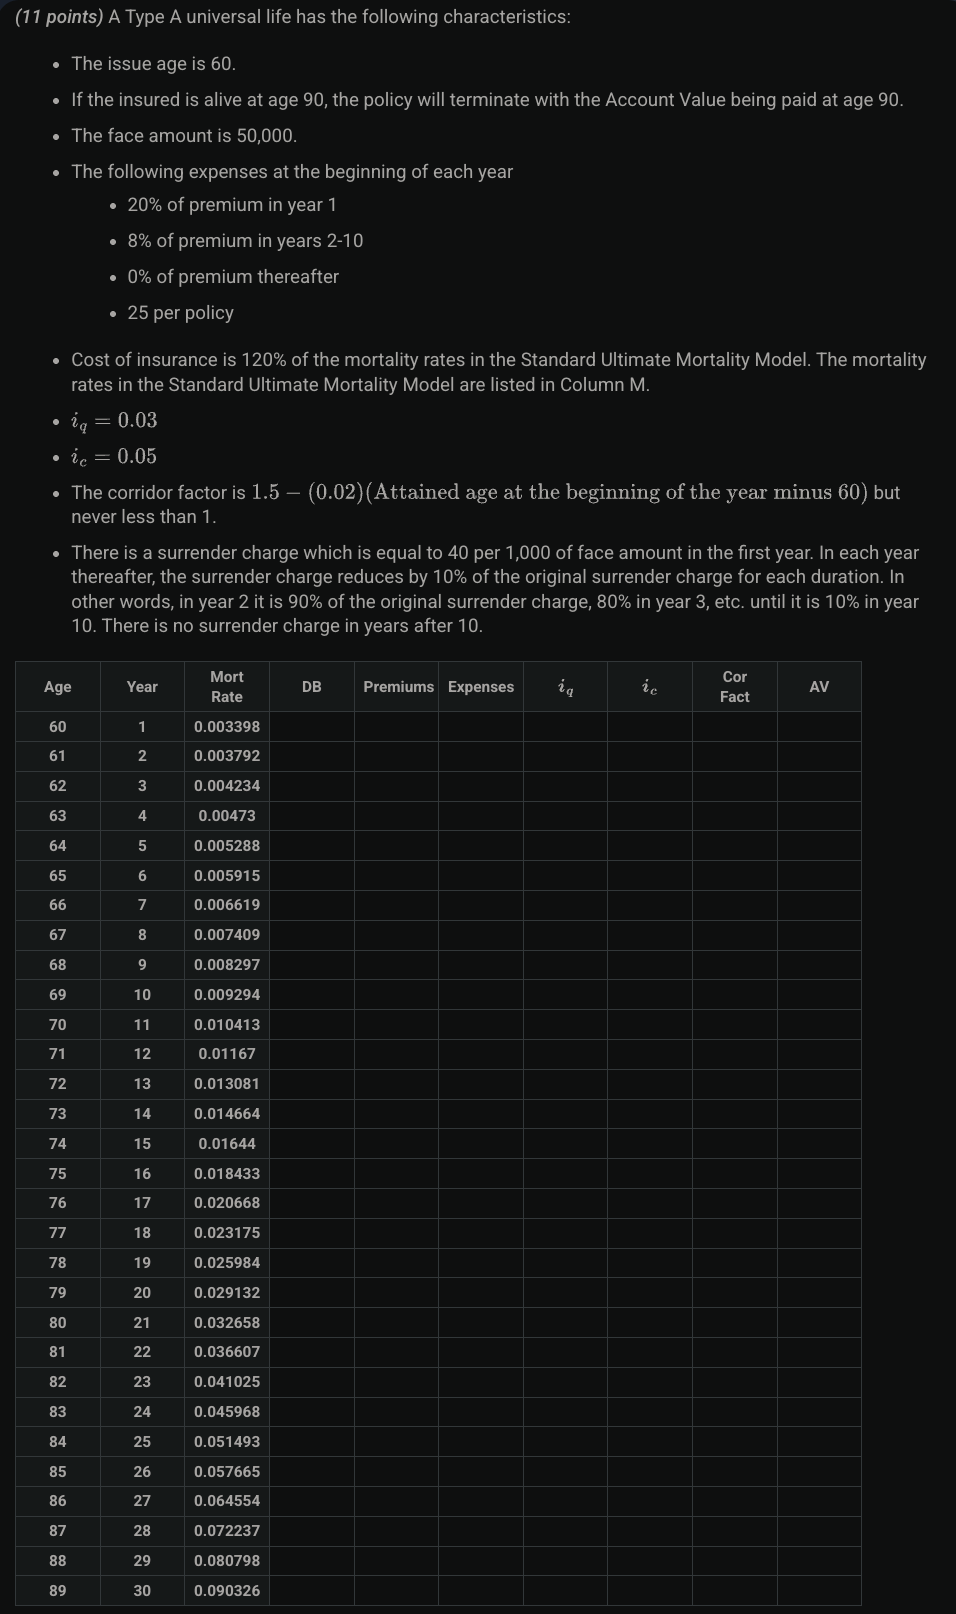 (11 points) A Type A universal life has the following characteristics:
• The issue age is 60.
• If the insured is alive at age 90, the policy will terminate with the Account Value being paid at age 90.
• The face amount is 50,000.
• The following expenses at the beginning of each year
• 20% of premium in year 1
• 8% of premium in years 2-10
• 0% of premium thereafter
• 25 per policy
• Cost of insurance is 120% of the mortality rates in the Standard Ultimate Mortality Model. The mortality
rates in the Standard Ultimate Mortality Model are listed in Column M.
• i_q = 0.03
• i_c = 0.05
• The corridor factor is 1.5 − (0.02)(Attained age at the beginning of the year minus 60) but
never less than 1.
• There is a surrender charge which is equal to 40 per 1,000 of face amount in the first year. In each year
thereafter, the surrender charge reduces by 10% of the original surrender charge for each duration. In
other words, in year 2 it is 90% of the original surrender charge, 80% in year 3, etc. until it is 10% in year
10. There is no surrender charge in years after 10.
Age Year Mort Rate DB Premiums Expenses i_q i_c Cor Fact AV
60 1 0.003398
61 2 0.003792
62 3 0.004234
63 4 0.00473
64 5 0.005288
65 6 0.005915
66 7 0.006619
67 8 0.007409
68 9 0.008297
69 10 0.009294
70 11 0.010413
71 12 0.01167
72 13 0.013081
73 14 0.014664
74 15 0.01644
75 16 0.018433
76 17 0.020668
77 18 0.023175
78 19 0.025984
79 20 0.029132
80 21 0.032658
81 22 0.036607
82 23 0.041025
83 24 0.045968
84 25 0.051493
85 26 0.057665
86 27 0.064554
87 28 0.072237
88 29 0.080798
89 30 0.090326